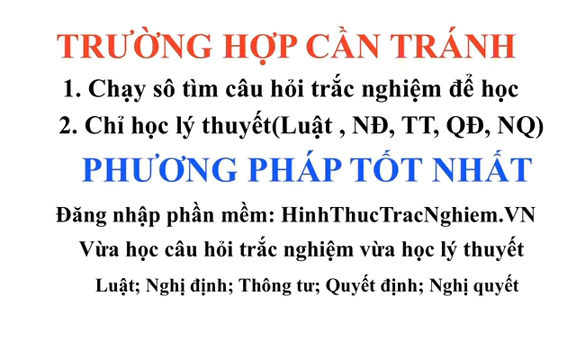 TRƯỜNG HỢP CẦN TRÁNH
1. Chạy sô tìm câu hỏi trắc nghiệm để học
2. Chỉ học lý thuyết(Luật , NĐ, TT, QĐ, NQ)
PHƯƠNG PHÁP TỐT NHẤT
Đăng nhập phần mềm: HinhThucTracNghiem.VN
Vừa học câu hỏi trắc nghiệm vừa học lý thuyết
Luật; Nghị định; Thông tư; Quyết định; Nghị quyết